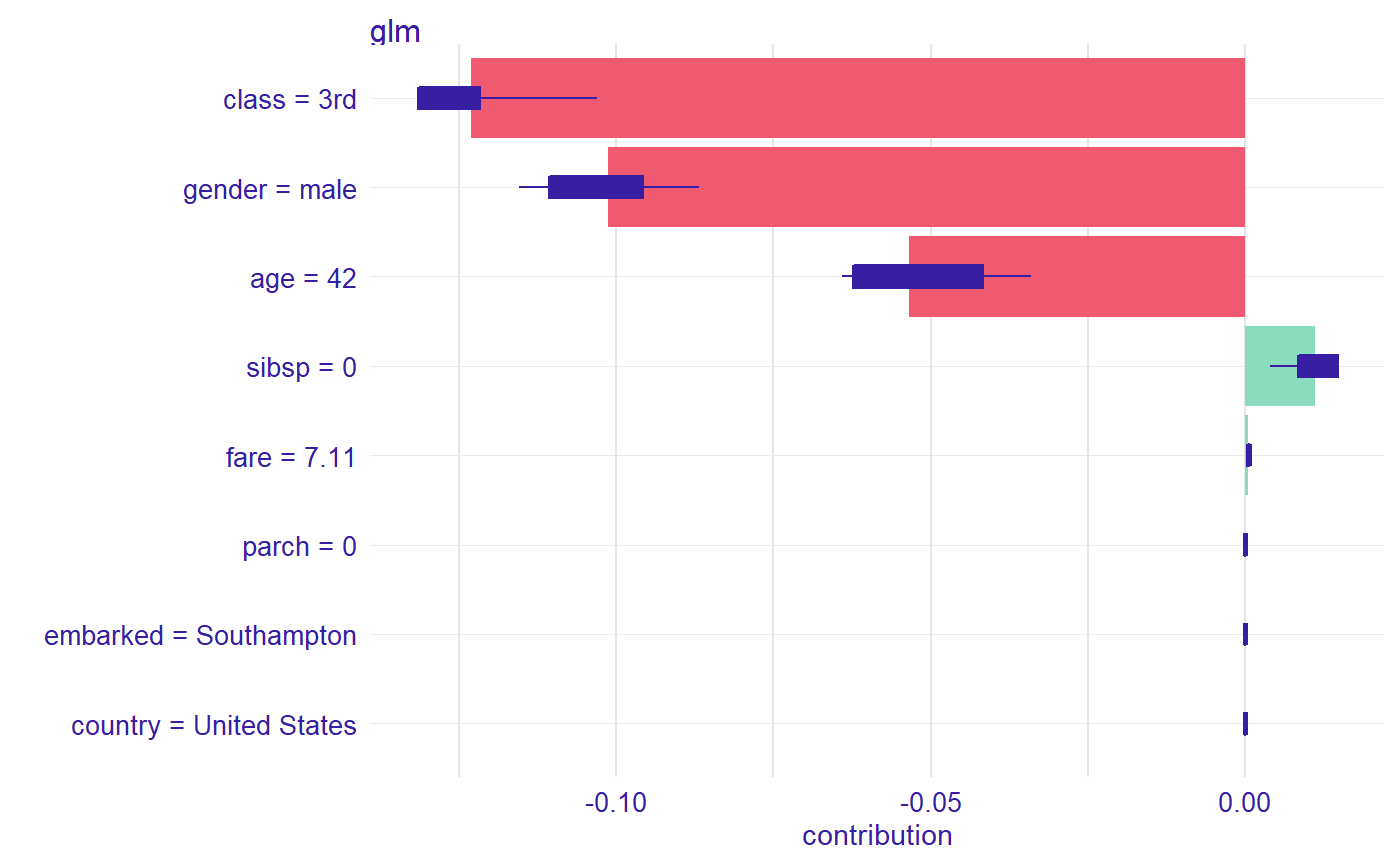 glm
class = 3rd
gender = male
age = 42
sibsp = 0
fare = 7.11
parch = 0
embarked = Southampton
country = United States
-0.10 -0.05 0.00
contribution